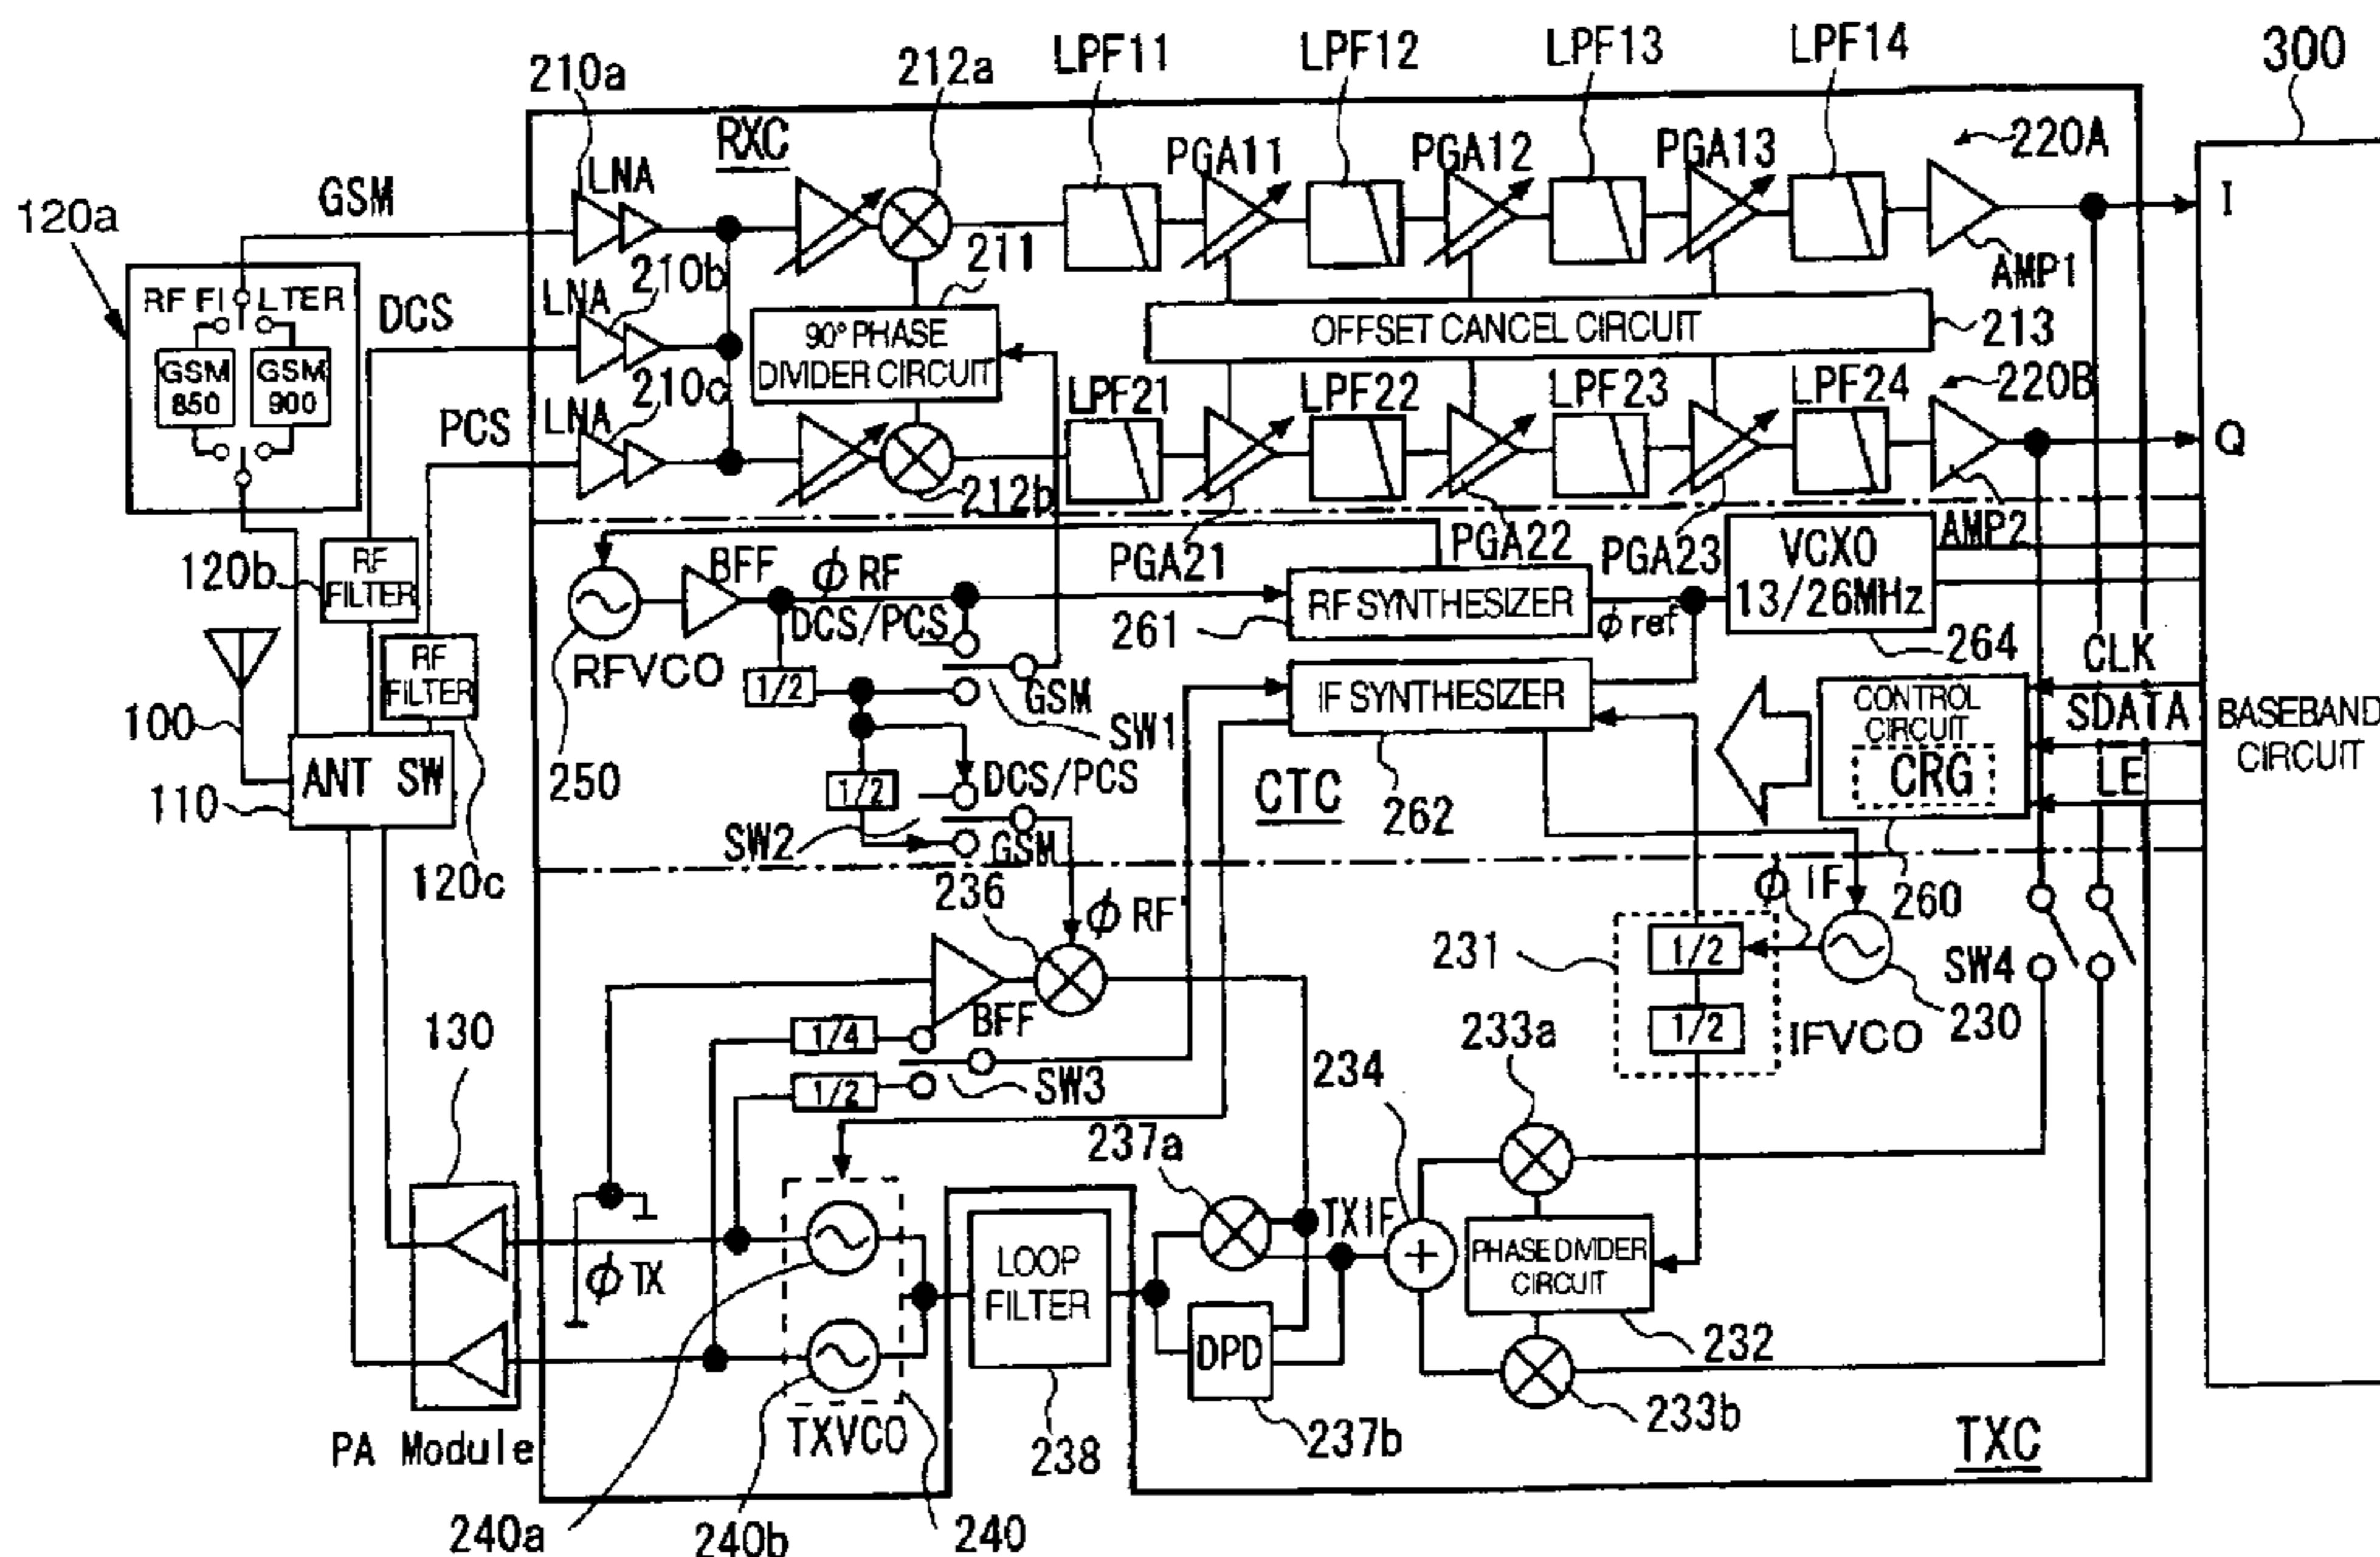 LPF11
LPF12
LPF13
LPF14
300
210a
212a
RXC
PGA11
PGA12
PGA13
220A
LNA
GSM
120a
I
AMP1
211
210b
LNA
RF FILTER
DCS
90° PHASE
DIVIDER CIRCUIT
OFFSET CANCEL CIRCUIT
213
GSM
850
GSM
900
210c
LNA
PCS
LPF21
LPF22
LPF23
LPF24
220B
Q
212b
PGA21
PGA22
PGA23
AMP2
120b
RF
FILTER
BFF
ϕRF
RF SYNTHESIZER
ϕref
VCXO
13/26MHz
DCS/PCS
261
264
RF
FILTER
RFVCO
1/2
GSM
IF SYNTHESIZER
CLK
CONTROL
CIRCUIT
SDATA
BASEBAND
CIRCUIT
100
SW1
CRG
LE
ANT SW
110
250
1/2
DCS/PCS
CTC
262
SW2
GSM
120c
236
ϕRF'
ϕIF
260
231
1/2
SW4
BFF
1/4
1/2
IFVCO
230
130
1/2
SW3
234
233a
237a
TXIF
ϕTX
LOOP
FILTER
PHASE DIVIDER
CIRCUIT
DPD
232
PA Module
TXVCO
238
237b
233b
TXC
240a
240b
240